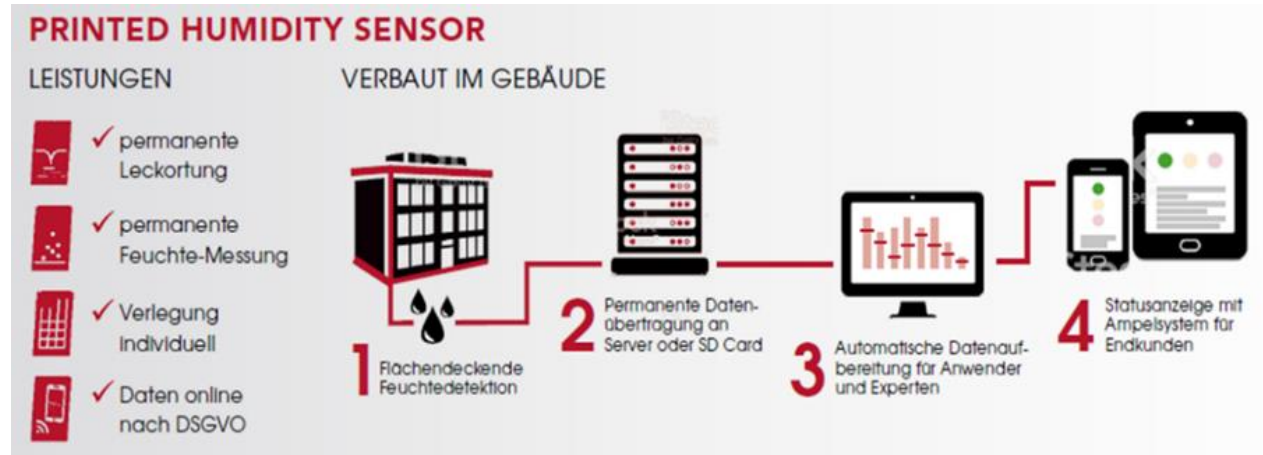 PRINTED HUMIDITY SENSOR
LEISTUNGEN
permanente
Leckortung
permanente
Feuchte-Messung
Verlegung
individuell
Daten online
nach DSGVO
VERBAUT IM GEBÄUDE
1 Flächendeckende
Feuchtedetektion
2 Permanente Daten-
übertragung an
Server oder SD Card
3 Automatische Datenauf-
bereitung für Anwender
und Experten
4 Statusanzeige mit
Ampelsystem für
Endkunden